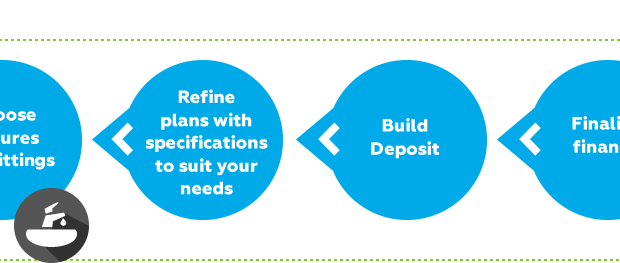 oose
ures
ittings
Refine
plans with
specifications
to suit your
needs
Build
Deposit
Finali
finan